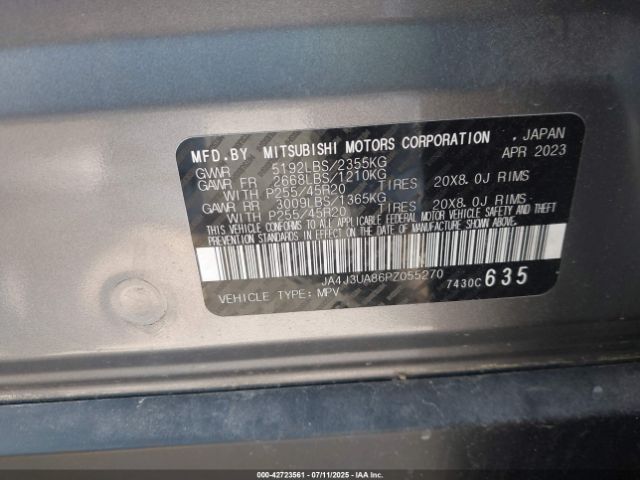 MFD.BY MITSUBISHI MOTORS CORPORATION . JAPAN
GVWR 5192LBS/2355KG APR 2023
GAWR FR 2668LBS/1210KG
WITH P255/45R20 TIRES 20X8.0J RIMS
GAWR RR 3009LBS/1365KG
WITH P255/45R20 TIRES 20X8.0J RIMS
THIS VEHICLE CONFORMS TO ALL APPLICABLE FEDERAL MOTOR VEHICLE SAFETY AND THEFT
PREVENTION STANDARDS IN EFFECT ON THE DATE OF MANUFACTURE SHOWN ABOVE.
JA4J3UA86PZ055270
7430C 635
VEHICLE TYPE: MPV
000-42723561 - 07/11/2025 - IAAI.CA